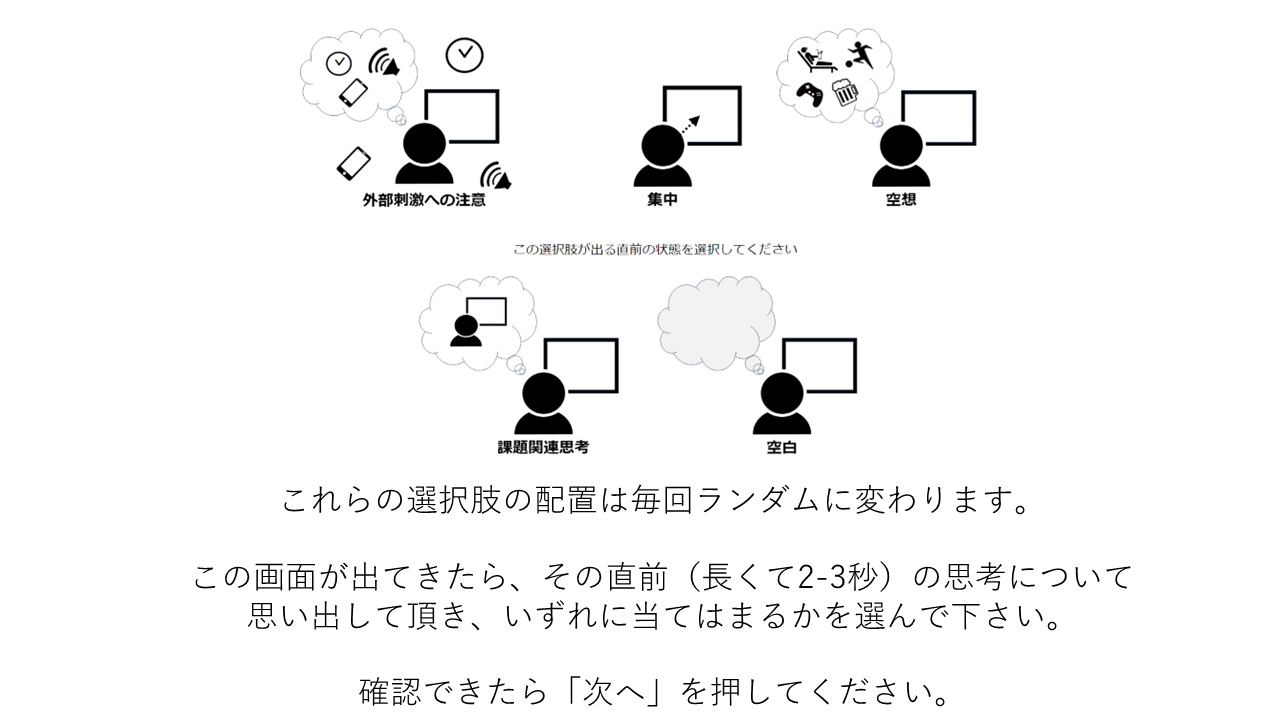 外部刺激への注意
集中
空想
この選択肢が出る直前の状態を選択してください
課題関連思考
空白
これらの選択肢の配置は毎回ランダムに変わります。
この画面が出てきたら、その直前（長くて2-3秒）の思考について
思い出して頂き、いずれに当てはまるかを選んで下さい。
確認できたら「次へ」を押してください。